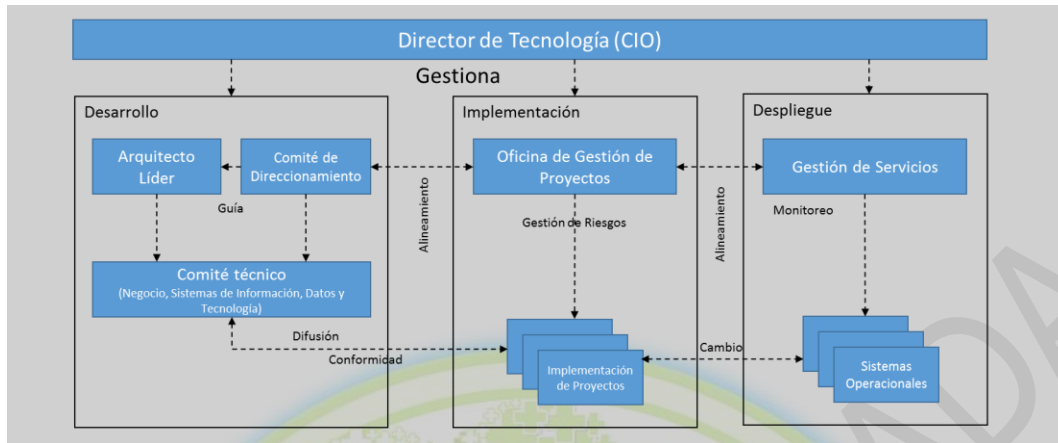 Director de Tecnología (CIO)
Gestiona
Desarrollo
Arquitecto
Líder
Comité de
Direccionamiento
Guía
Comité técnico
(Negocio, Sistemas de Información, Datos y
Tecnología)
Difusión
Conformidad
Alineamiento
Implementación
Oficina de Gestión de
Proyectos
Gestión de Riesgos
Implementación
de Proyectos
Alineamiento
Cambio
Despliegue
Gestión de Servicios
Monitoreo
Sistemas
Operacionales
ADA